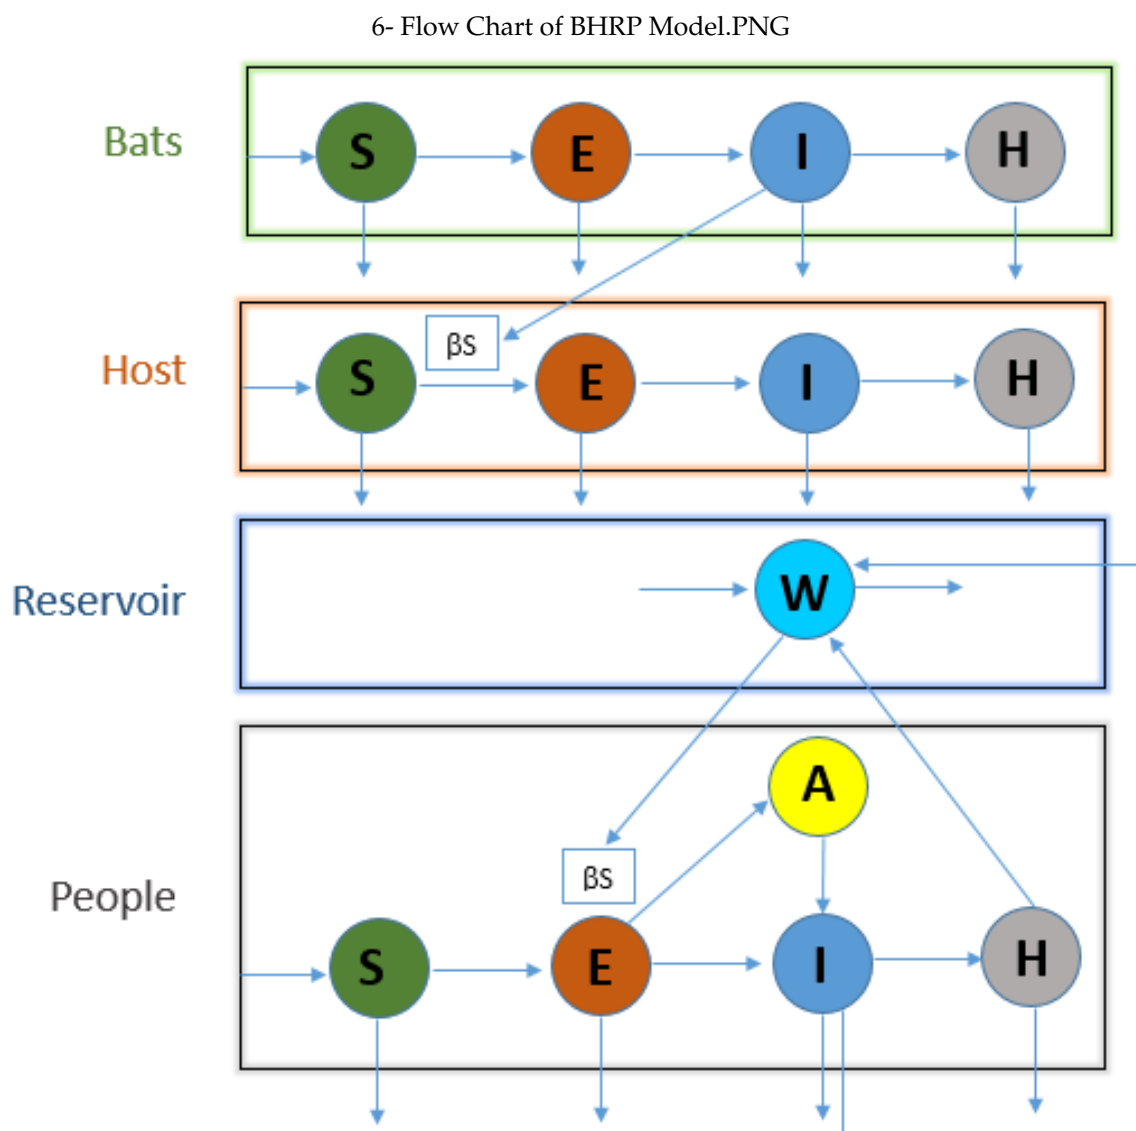 6- Flow Chart of BHRP Model.PNG
Bats
S
E
I
H
βS
Host
S
E
I
H
Reservoir
W
A
βS
People
S
E
I
H